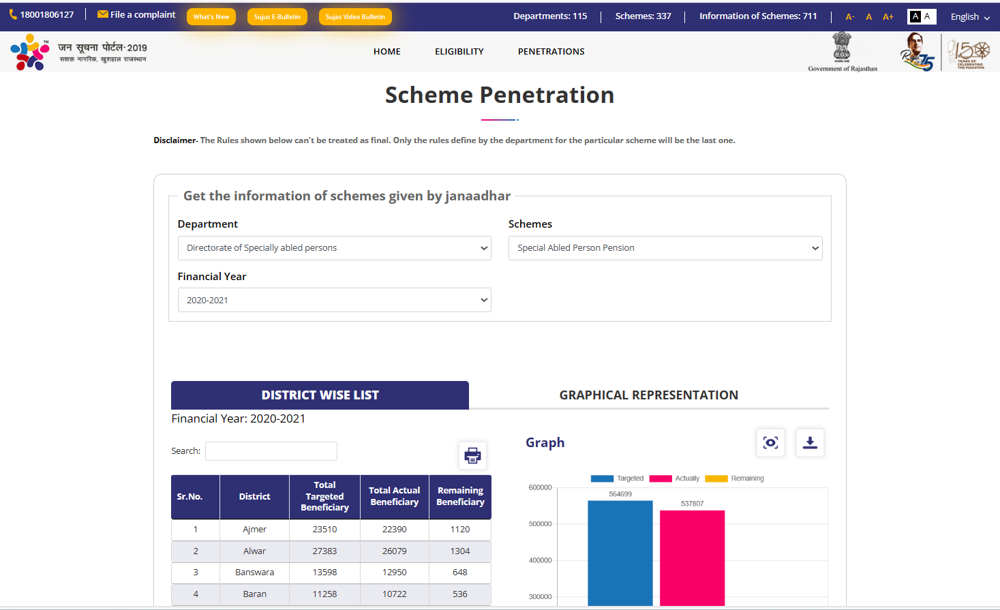 18001806127 File a complaint What's New Sujus E-Bulletin Sujas Video Bulletin Departments: 115 Schemes: 337 Information of Schemes: 711 A- A A+ A A English
जन सूचना पोर्टल-2019 TM
सशक्त नागरिक, खुशहाल राजस्थान
HOME ELIGIBILITY PENETRATIONS
Government of Rajasthan
75
150
YEARS OF
CELEBRATING
THE MAHATMA
Scheme Penetration
Disclaimer- The Rules shown below can't be treated as final. Only the rules define by the department for the particular scheme will be the last one.
Get the information of schemes given by janaadhar
Department Schemes
Directorate of Specially abled persons Special Abled Person Pension
Financial Year
2020-2021
DISTRICT WISE LIST GRAPHICAL REPRESENTATION
Financial Year: 2020-2021
Search:
Sr.No. District Total Targeted Beneficiary Total Actual Beneficiary Remaining Beneficiary
1 Ajmer 23510 22390 1120
2 Alwar 27383 26079 1304
3 Banswara 13598 12950 648
4 Baran 11258 10722 536
Graph
Targeted Actually Remaining
600000
564699
537807
500000
400000
300000